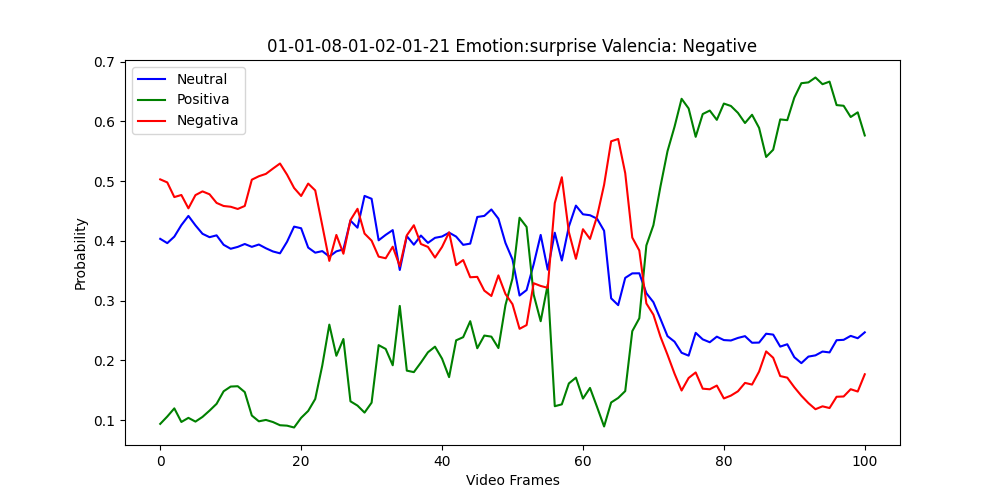 01-01-08-01-02-01-21 Emotion:surprise Valencia: Negative
Neutral
Positiva
Negativa
Probability
0.7
0.6
0.5
0.4
0.3
0.2
0.1
0 20 40 60 80 100
Video Frames